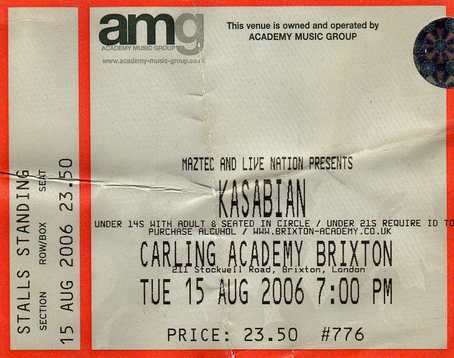 amg
ACADEMY MUSIC GROUP
www.academy-music-group.co.uk
This venue is owned and operated by
ACADEMY MUSIC GROUP
MAZTEC AND LIVE NATION PRESENTS
KASABIAN
UNDER 14S WITH ADULT & SEATED IN CIRCLE / UNDER 21S REQUIRE ID TO
PURCHASE ALCOHOL / WWW.BRIXTON-ACADEMY.CO.UK
CARLING ACADEMY BRIXTON
211 Stockwell Road, Brixton, London
TUE 15 AUG 2006 7:00 PM
PRICE: 23.50 #776
STALLS STANDING
SECTION ROW/BOX SEAT
15 AUG 2006 23.50